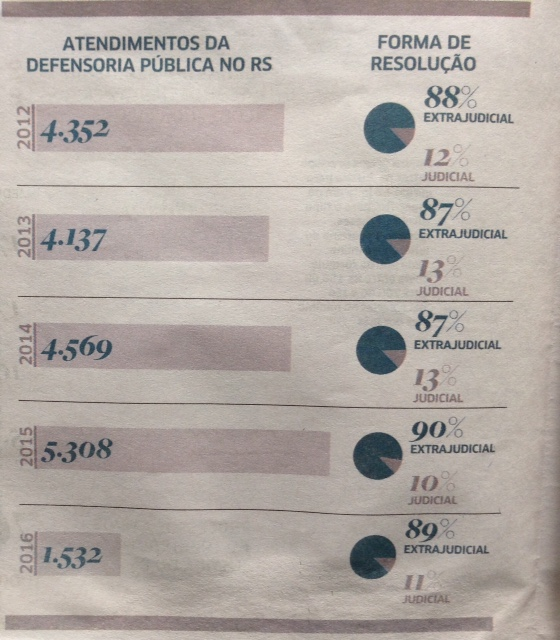 ATENDIMENTOS DA
DEFENSORIA PÚBLICA NO RS
FORMA DE
RESOLUÇÃO
2012
4.352
88%
EXTRAJUDICIAL
12%
JUDICIAL
2013
4.137
87%
EXTRAJUDICIAL
13%
JUDICIAL
2014
4.569
87%
EXTRAJUDICIAL
13%
JUDICIAL
2015
5.308
90%
EXTRAJUDICIAL
10%
JUDICIAL
2016
1.532
89%
EXTRAJUDICIAL
11%
JUDICIAL